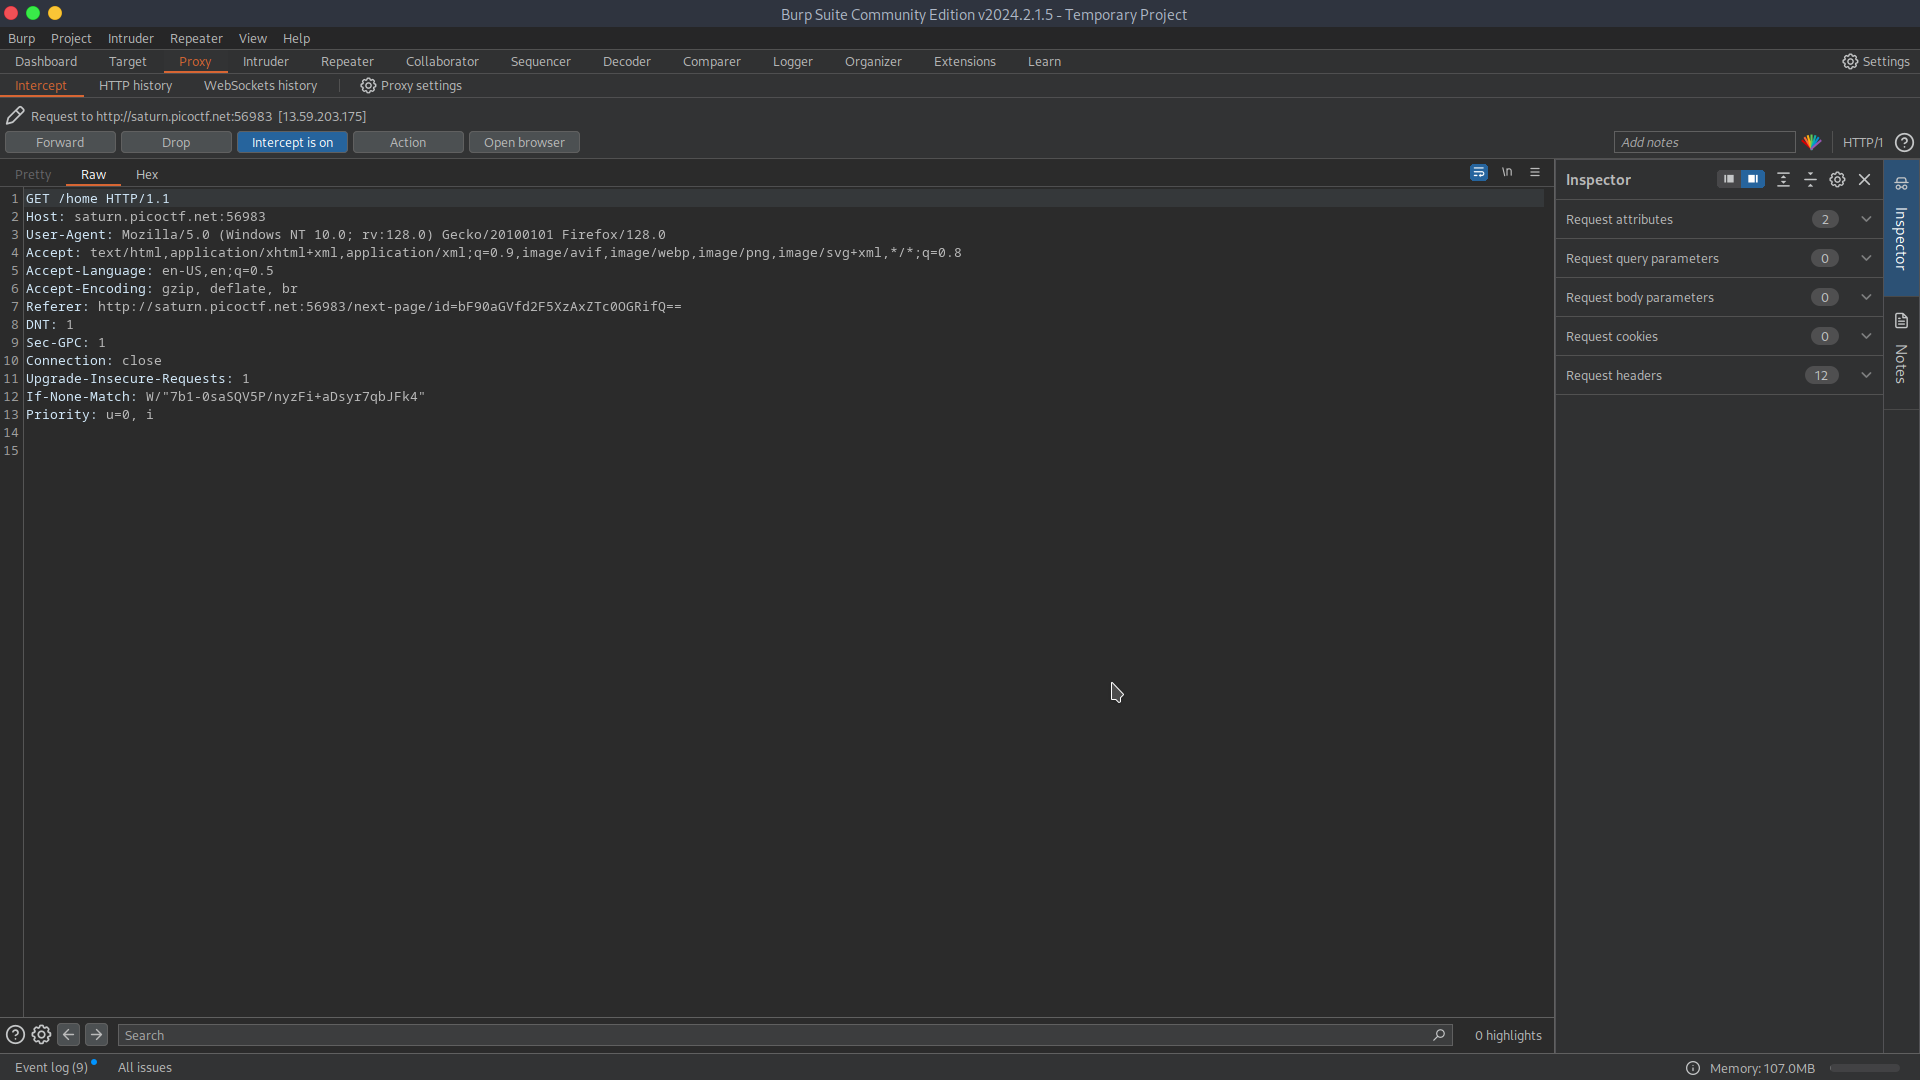 Burp Suite Community Edition v2024.2.1.5 - Temporary Project
Burp Project Intruder Repeater View Help
Dashboard Target Proxy Intruder Repeater Collaborator Sequencer Decoder Comparer Logger Organizer Extensions Learn Settings
Intercept HTTP history WebSockets history Proxy settings
Request to http://saturn.picoctf.net:56983 [13.59.203.175]
Forward Drop Intercept is on Action Open browser Add notes HTTP/1
Pretty Raw Hex \n
Inspector
1 GET /home HTTP/1.1
2 Host: saturn.picoctf.net:56983
3 User-Agent: Mozilla/5.0 (Windows NT 10.0; rv:128.0) Gecko/20100101 Firefox/128.0
4 Accept: text/html,application/xhtml+xml,application/xml;q=0.9,image/avif,image/webp,image/png,image/svg+xml,*/*;q=0.8
5 Accept-Language: en-US,en;q=0.5
6 Accept-Encoding: gzip, deflate, br
7 Referer: http://saturn.picoctf.net:56983/next-page/id=bF90aGVfd2F5XzAxZTc0OGRifQ==
8 DNT: 1
9 Sec-GPC: 1
10 Connection: close
11 Upgrade-Insecure-Requests: 1
12 If-None-Match: W/"7b1-0saSQV5P/nyzFi+aDsyr7qbJFk4"
13 Priority: u=0, i
14
15
Request attributes 2
Request query parameters 0
Request body parameters 0
Request cookies 0
Request headers 12
Inspector
Notes
Search 0 highlights
Event log (9) All issues Memory: 107.0MB